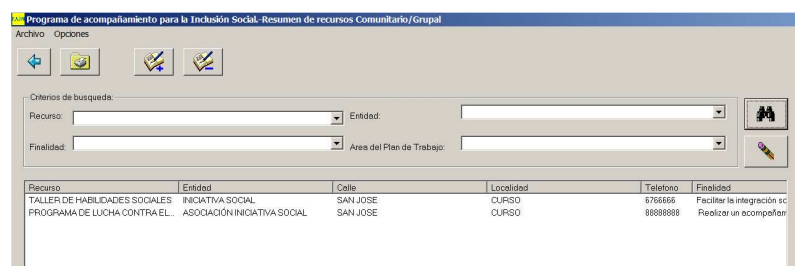 Programa de acompañamiento para la Inclusión Social.-Resumen de recursos Comunitario/Grupal
Archivo Opciones
Criterios de busqueda:
Recurso: Entidad:
Finalidad: Area del Plan de Trabajo:
Recurso Entidad Calle Localidad Telefono Finalidad
TALLER DE HABILIDADES SOCIALES INICIATIVA SOCIAL SAN JOSE CURSO 6766666 Facilitar la integración sc
PROGRAMA DE LUCHA CONTRA EL... ASOCIACIÓN INICIATIVA SOCIAL SAN JOSE CURSO 88888888 Realizar un acompañam